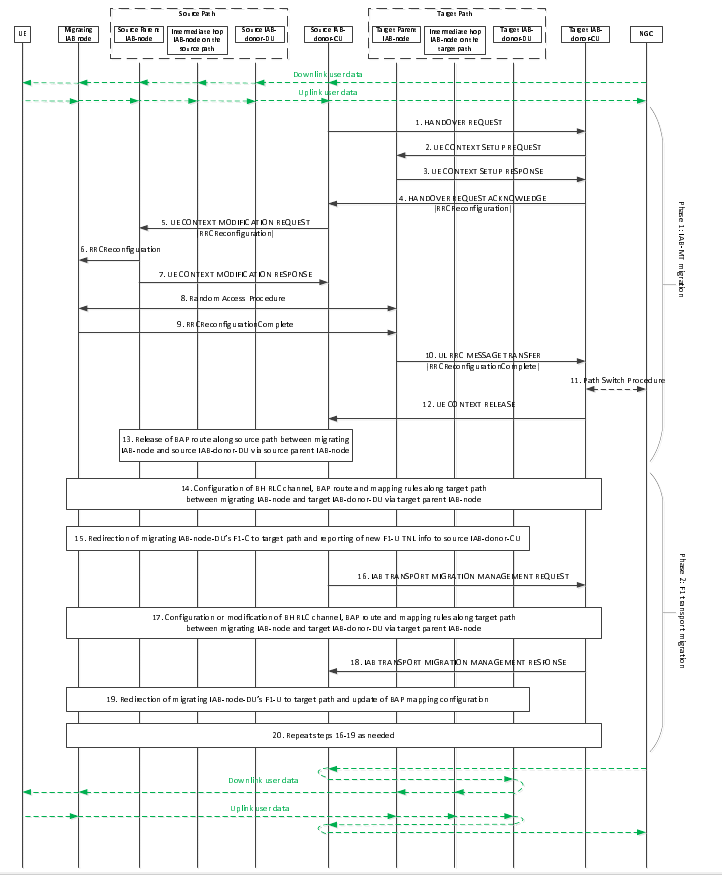 Source Path
Target Path
UE
Migrating
IAB node
Source Parent
IAB-node
Intermediate hop
IAB-node on the
source path
Source IAB-
donor-DU
Source IAB-
donor-CU
Target Parent
IAB-node
Intermediate hop
IAB-node on the
target path
Target IAB-
donor-DU
Target IAB-
donor-CU
NGC
Downlink user data
Uplink user data
1. HANDOVER REQUEST
2. UE CONTEXT SETUP REQUEST
3. UE CONTEXT SETUP RESPONSE
4. HANDOVER REQUEST ACKNOWLEDGE
[RRCReconfiguration]
5. UE CONTEXT MODIFICATION REQUEST
[RRCReconfiguration]
6. RRCReconfiguration
7. UE CONTEXT MODIFICATION RESPONSE
8. Random Access Procedure
9. RRCReconfigurationComplete
10. UL RRC MESSAGE TRANSFER
[RRCReconfigurationComplete]
11. Path Switch Procedure
12. UE CONTEXT RELEASE
13. Release of BAP route along source path between migrating
IAB-node and source IAB-donor-DU via source parent IAB-node
Phase 1: IAB-MT migration
14. Configuration of BH RLC channel, BAP route and mapping rules along target path
between migrating IAB-node and target IAB-donor-DU via target parent IAB-node
15. Redirection of migrating IAB-node-DU's F1-C to target path and reporting of new F1-U TNL info to source IAB-donor-CU
16. IAB TRANSPORT MIGRATION MANAGEMENT REQUEST
17. Configuration or modification of BH RLC channel, BAP route and mapping rules along target path
between migrating IAB-node and target IAB-donor-DU via target parent IAB-node
18. IAB TRANSPORT MIGRATION MANAGEMENT RESPONSE
19. Redirection of migrating IAB-node-DU's F1-U to target path and update of BAP mapping configuration
20. Repeat steps 16-19 as needed
Phase 2: F1 transport migration
Downlink user data
Uplink user data